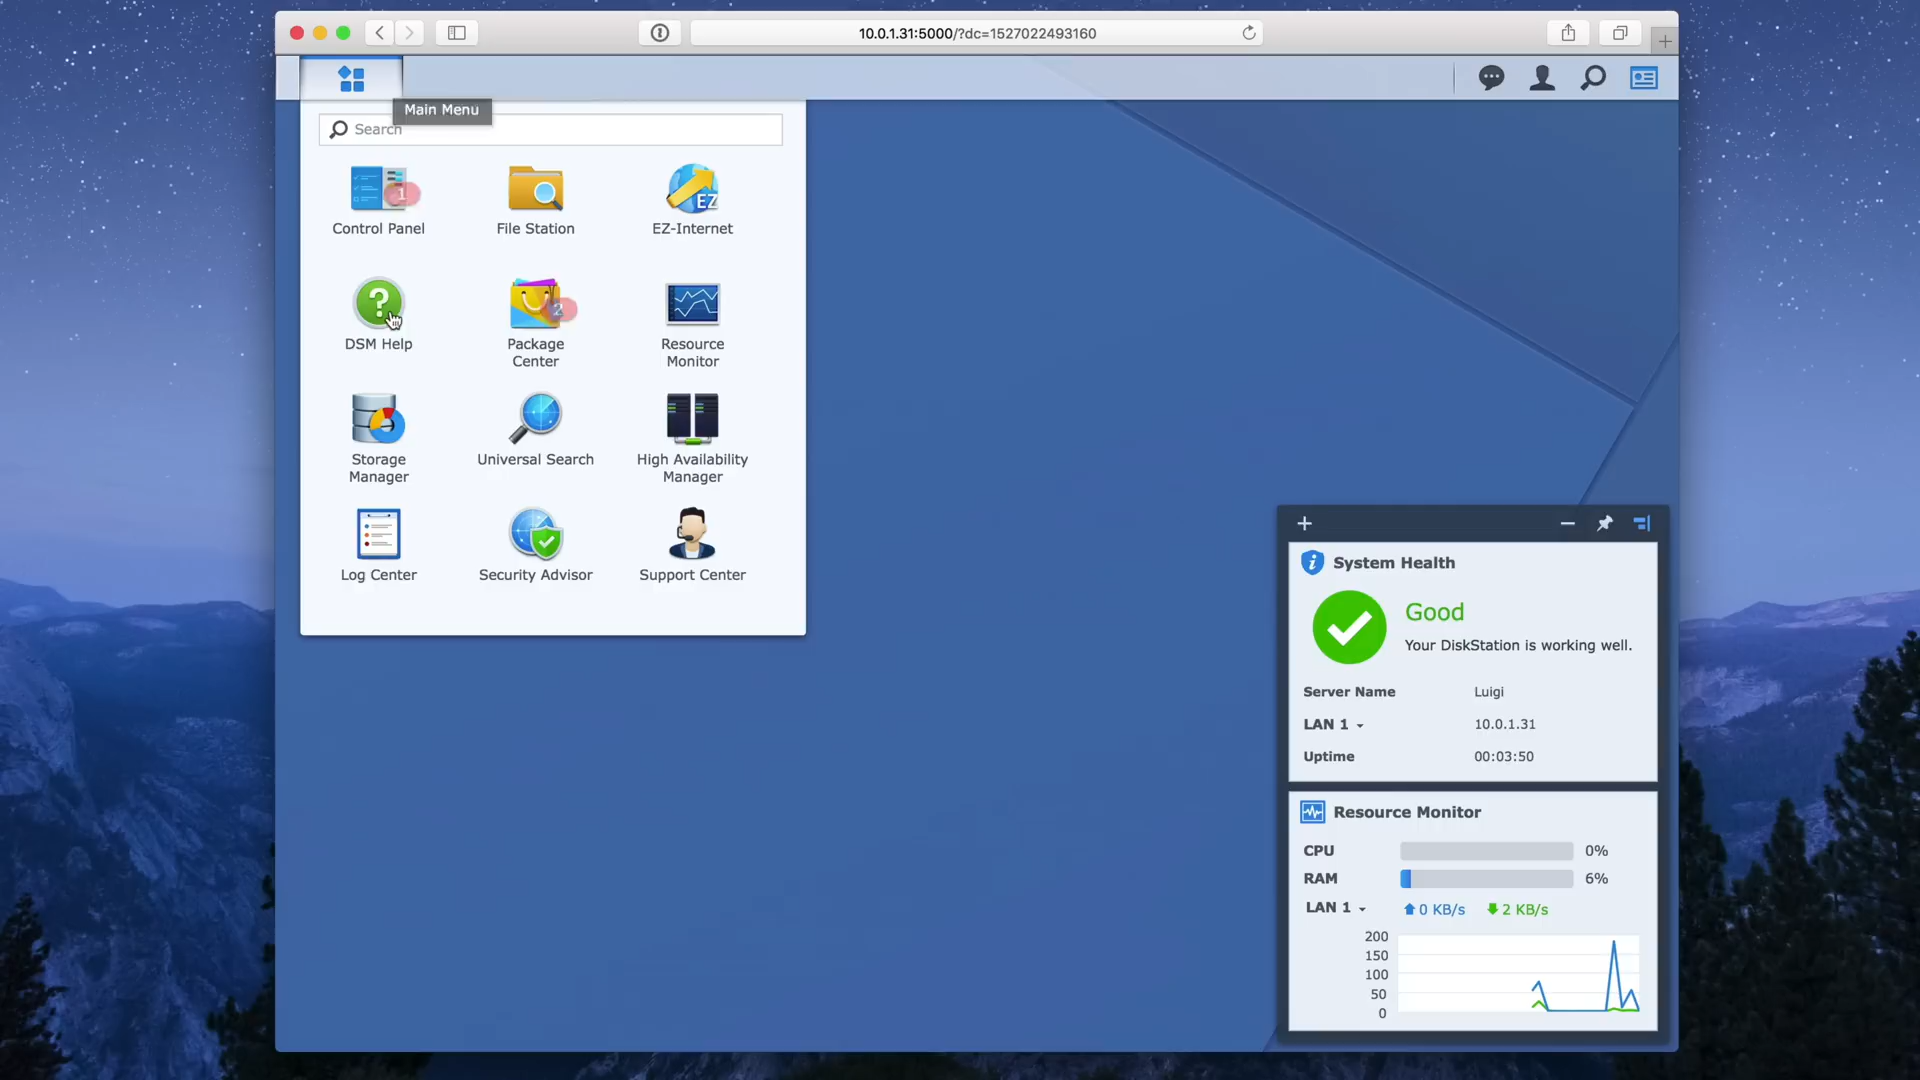 10.0.1.31:5000/?dc=1527022493160
Main Menu
Search
1
Control Panel
File Station
EZ
EZ-Internet
?
DSM Help
2
Package
Center
Resource
Monitor
Storage
Manager
Universal Search
High Availability
Manager
Log Center
Security Advisor
Support Center
System Health
Good
Your DiskStation is working well.
Server Name Luigi
LAN 1 10.0.1.31
Uptime 00:03:50
Resource Monitor
CPU 0%
RAM 6%
LAN 1 0 KB/s 2 KB/s
200
150
100
50
0